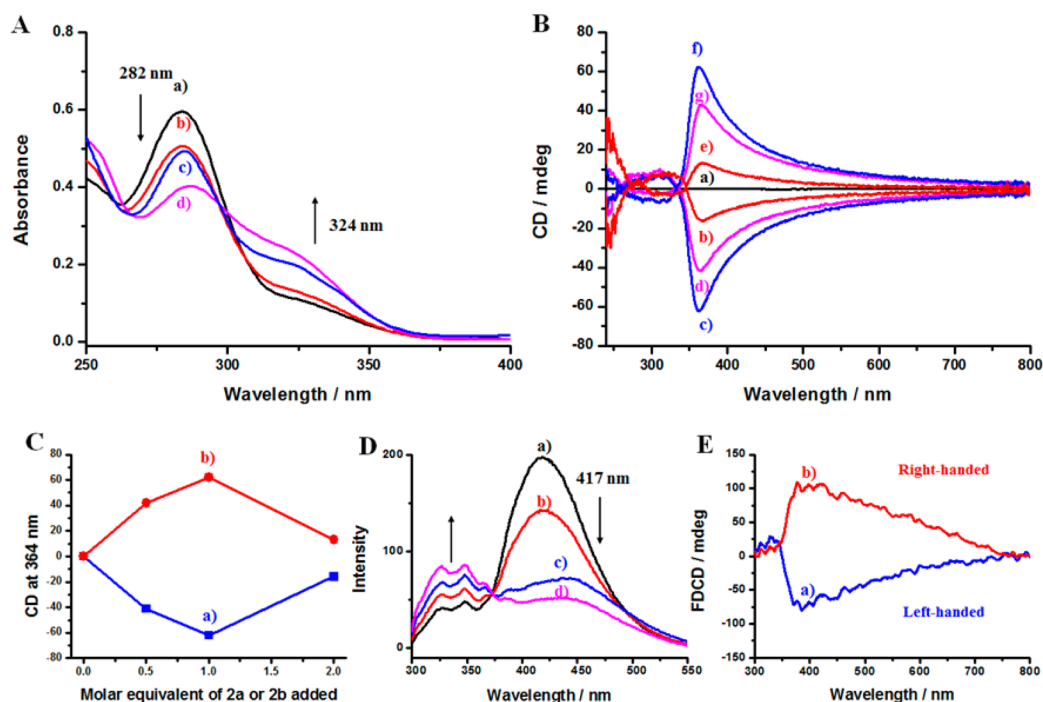 A
0.8
0.6
0.4
0.2
0.0
Absorbance
282 nm
a)
b)
c)
d)
324 nm
250
300
350
400
Wavelength / nm
B
80
60
40
20
0
-20
-40
-60
-80
CD / mdeg
f)
g)
e)
a)
b)
d)
c)
300
400
500
600
700
800
Wavelength / nm
C
80
60
40
20
0
-20
-40
-60
-80
CD at 364 nm
b)
a)
0.0
0.5
1.0
1.5
2.0
Molar equivalent of 2a or 2b added
D
200
100
0
Intensity
a)
b)
c)
d)
417 nm
300
350
400
450
500
550
Wavelength / nm
E
150
100
50
0
-50
-100
-150
FDCD / mdeg
b)
Right-handed
a)
Left-handed
300
400
500
600
700
800
Wavelength / nm